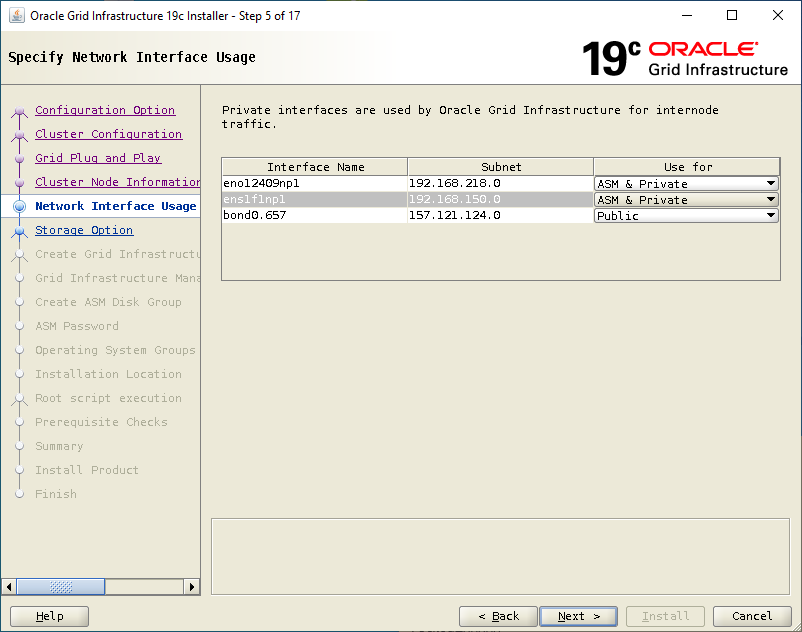 Oracle Grid Infrastructure 19c Installer - Step 5 of 17
Specify Network Interface Usage
19c ORACLE
Grid Infrastructure
Configuration Option
Cluster Configuration
Grid Plug and Play
Cluster Node Information
Network Interface Usage
Storage Option
Create Grid Infrastructu
Grid Infrastructure Mana
Create ASM Disk Group
ASM Password
Operating System Groups
Installation Location
Root script execution
Prerequisite Checks
Summary
Install Product
Finish
Private interfaces are used by Oracle Grid Infrastructure for internode
traffic.
Interface Name Subnet Use for
eno12409np1 192.168.218.0 ASM & Private
ens1f1np1 192.168.150.0 ASM & Private
bond0.657 157.121.124.0 Public
Help < Back Next > Install Cancel